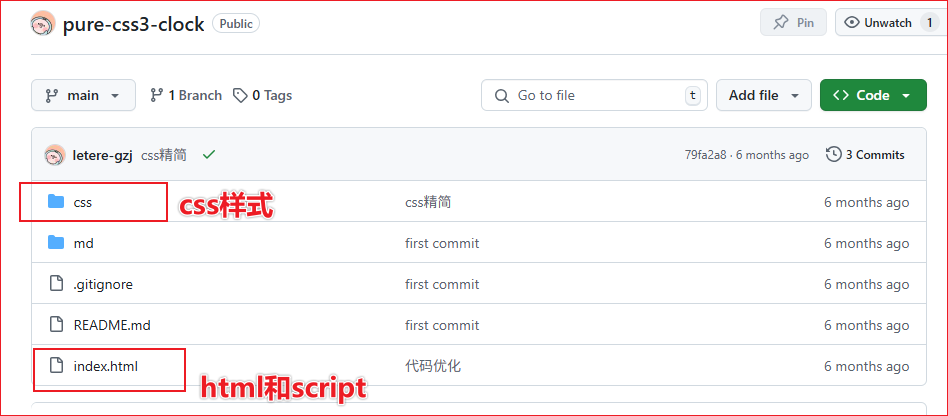 pure-css3-clock Public Pin Unwatch 1
main 1 Branch 0 Tags Go to file t Add file Code
letere-gzj css精简 79fa2a8 · 6 months ago 3 Commits
css css精简 6 months ago
css样式
md first commit 6 months ago
.gitignore first commit 6 months ago
README.md first commit 6 months ago
index.html 代码优化 6 months ago
html和script